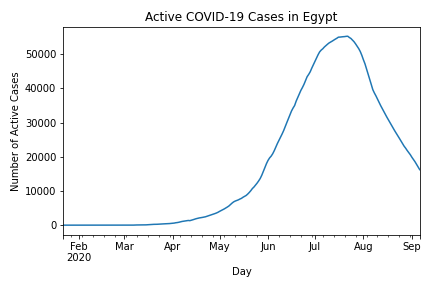 Active COVID-19 Cases in Egypt
Number of Active Cases
50000
40000
30000
20000
10000
0
Feb Mar Apr May Jun Jul Aug Sep
2020
Day